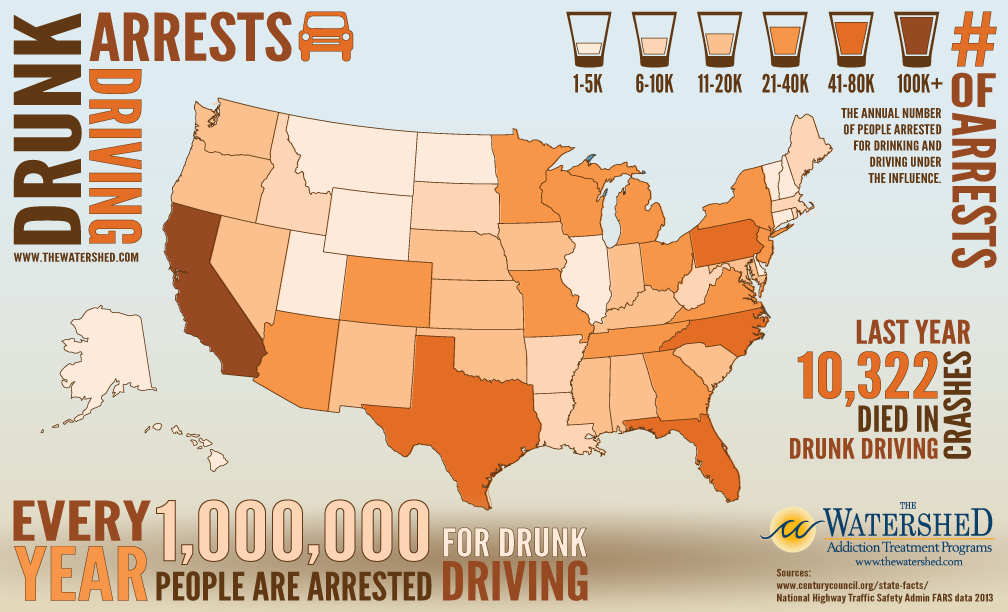 DRUNK
DRIVING
ARRESTS
WWW.THEWATERSHED.COM
1-5K
6-10K
11-20K
21-40K
41-80K
100K+
# OF ARRESTS
THE ANNUAL NUMBER
OF PEOPLE ARRESTED
FOR DRINKING AND
DRIVING UNDER
THE INFLUENCE.
LAST YEAR
10,322
DIED IN
DRUNK DRIVING
CRASHES
EVERY
YEAR
1,000,000
PEOPLE ARE ARRESTED
FOR DRUNK
DRIVING
THE
WATERSHED
Addiction Treatment Programs
www.thewatershed.com
Sources:
www.centurycouncil.org/state-facts/
National Highway Traffic Safety Admin FARS data 2013